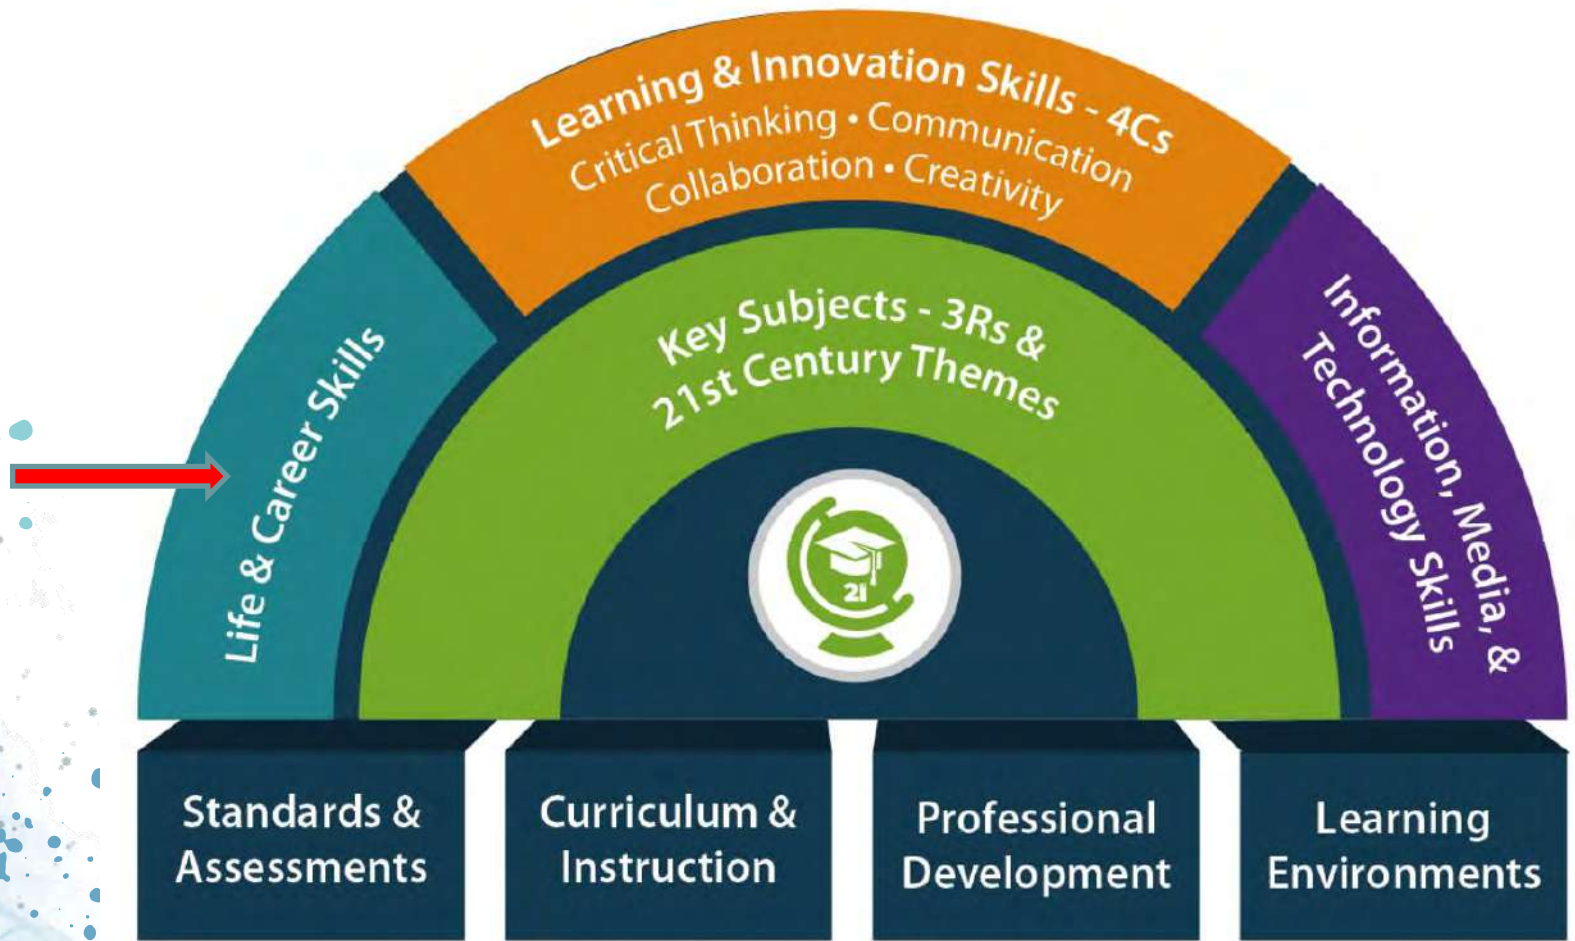 Learning & Innovation Skills - 4Cs
Critical Thinking • Communication
Collaboration • Creativity
Life & Career Skills
Key Subjects - 3Rs &
21st Century Themes
Information, Media, &
Technology Skills
21
Standards &
Assessments
Curriculum &
Instruction
Professional
Development
Learning
Environments